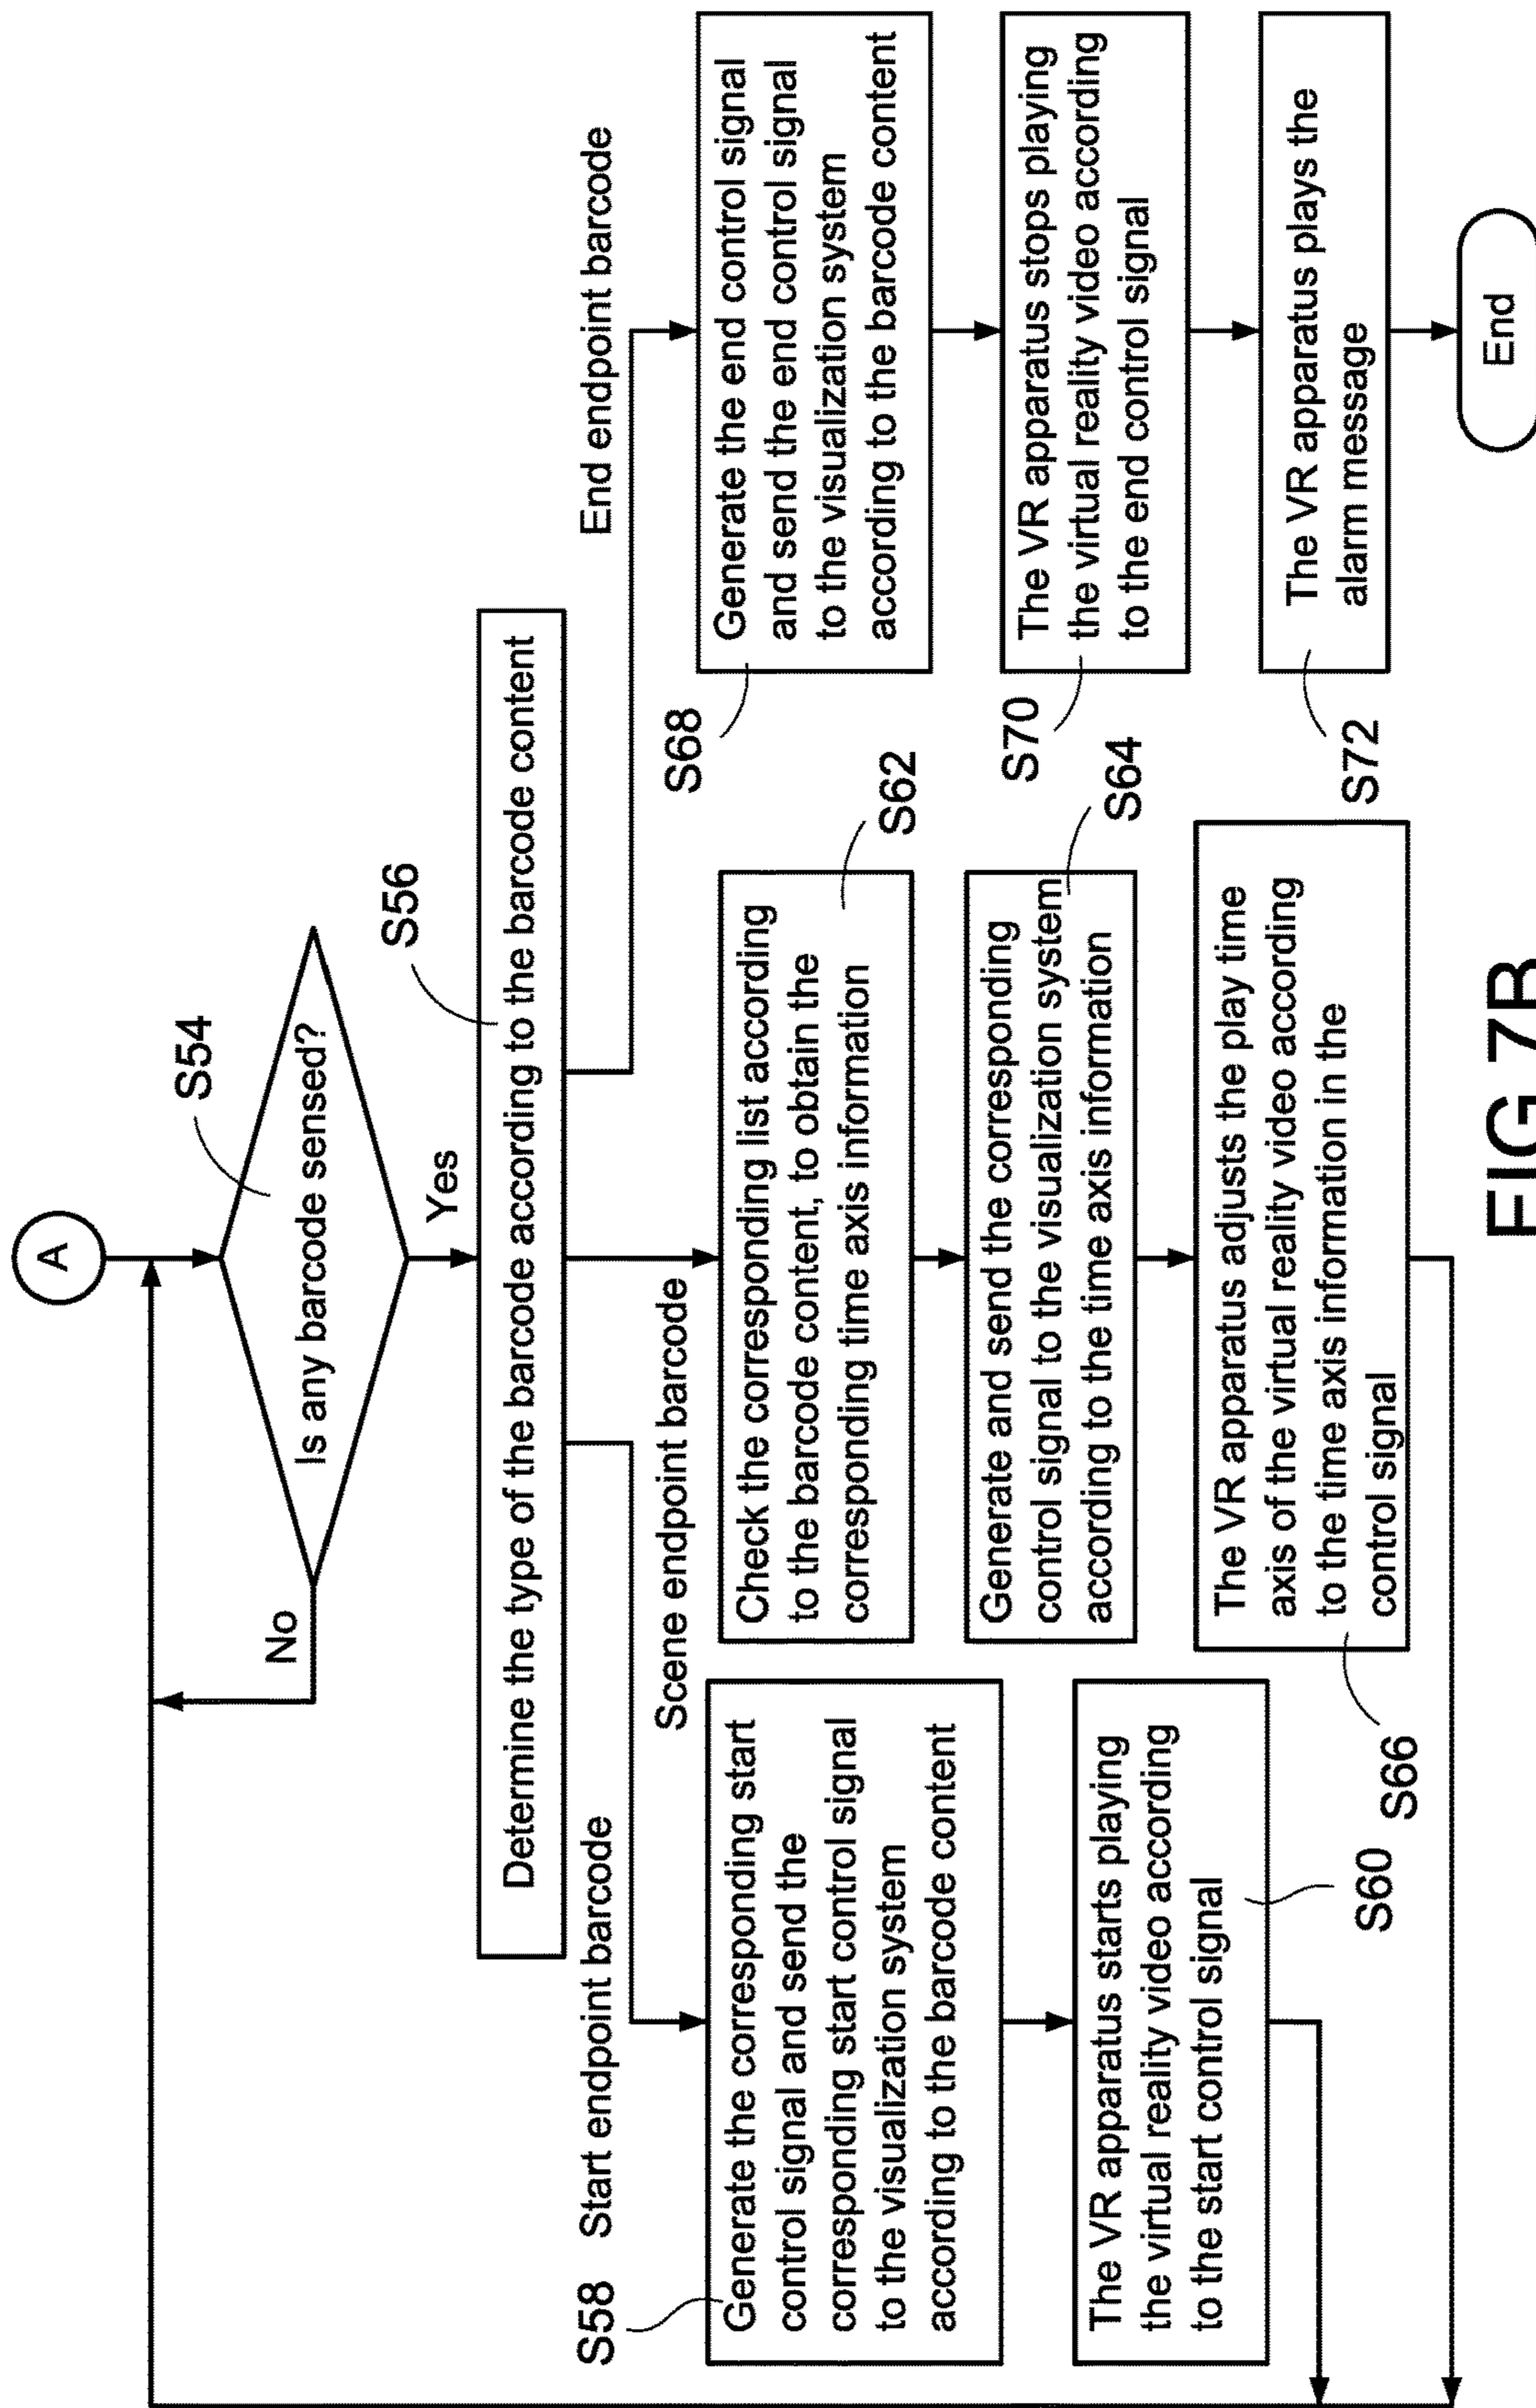 A
S54
Is any barcode sensed?
No
Yes
S56
Determine the type of the barcode according to the barcode content
S58
Start endpoint barcode
Generate the corresponding start
control signal and send the
corresponding start control signal
to the visualization system
according to the barcode content
The VR apparatus starts playing
the virtual reality video according
to the start control signal
S60
Scene endpoint barcode
Check the corresponding list according
to the barcode content, to obtain the
corresponding time axis information
S62
Generate and send the corresponding
control signal to the visualization system
according to the time axis information
S64
The VR apparatus adjusts the play time
axis of the virtual reality video according
to the time axis information in the
control signal
S66
End endpoint barcode
Generate the end control signal
and send the end control signal
to the visualization system
according to the barcode content
S68
The VR apparatus stops playing
the virtual reality video according
to the end control signal
S70
The VR apparatus plays the
alarm message
S72
End
FIG 7B